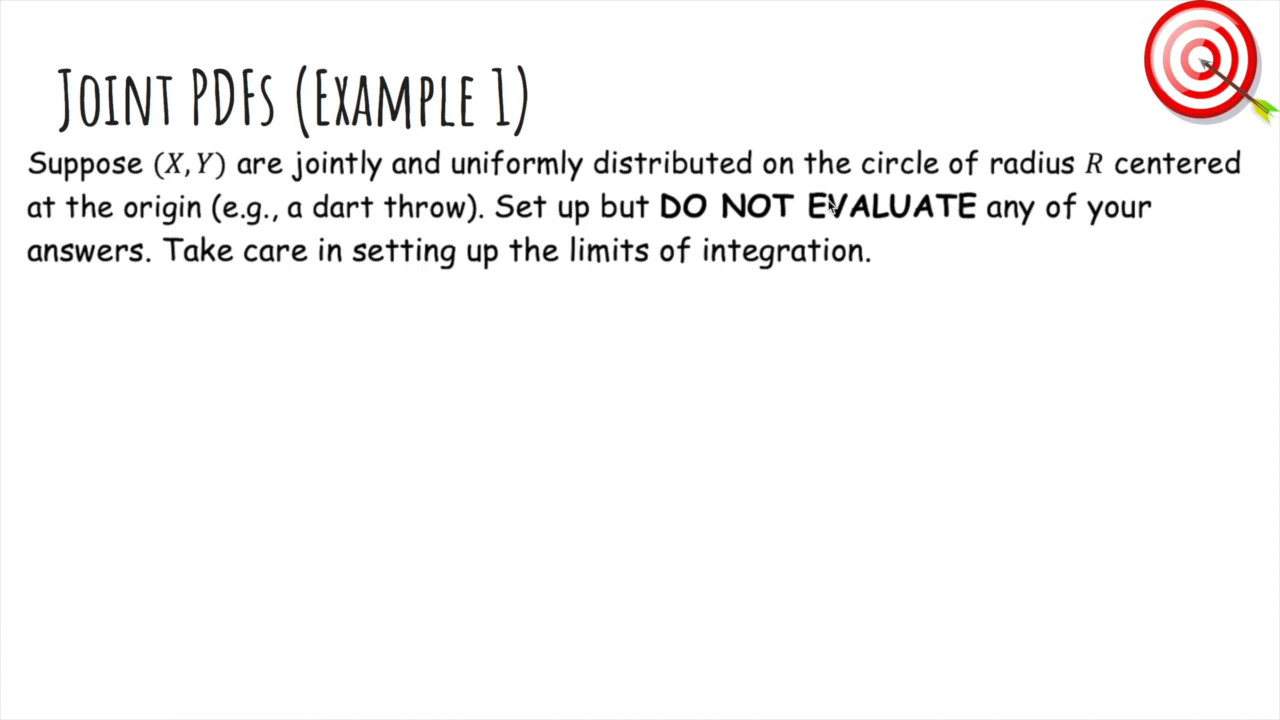 Joint PDFs (Example 1)
Suppose (X, Y) are jointly and uniformly distributed on the circle of radius R centered
at the origin (e.g., a dart throw). Set up but DO NOT EVALUATE any of your
answers. Take care in setting up the limits of integration.